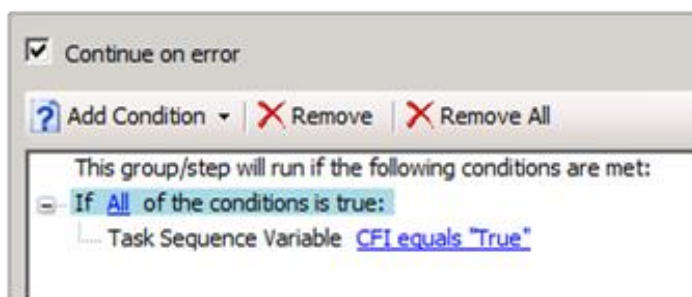 Continue on error
Add Condition Remove Remove All
This group/step will run if the following conditions are met:
If All of the conditions is true:
Task Sequence Variable CFI equals "True"